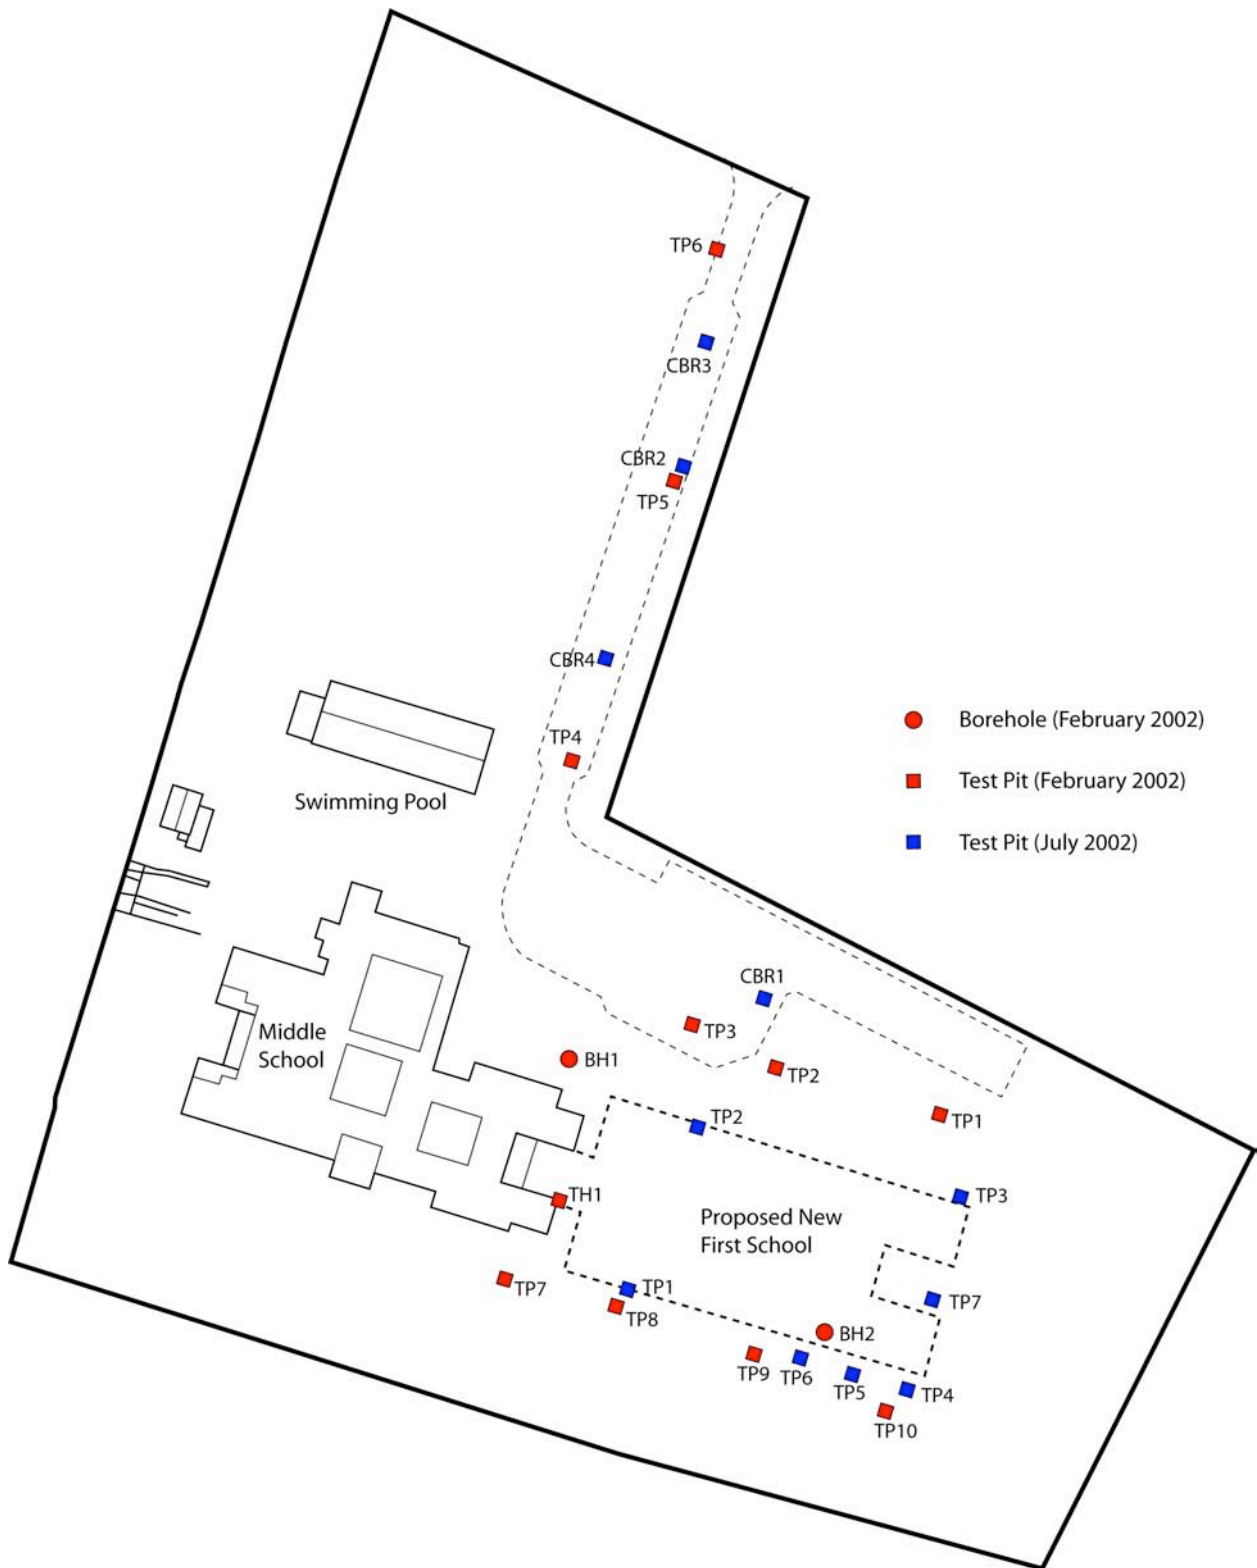 TP6
CBR3
CBR2
TP5
CBR4
TP4
Borehole (February 2002)
Test Pit (February 2002)
Test Pit (July 2002)
Swimming Pool
CBR1
TP3
Middle
School
BH1
TP2
TP1
TP2
TH1
TP3
Proposed New
First School
TP7
TP1
TP8
TP7
BH2
TP9
TP6
TP5
TP4
TP10